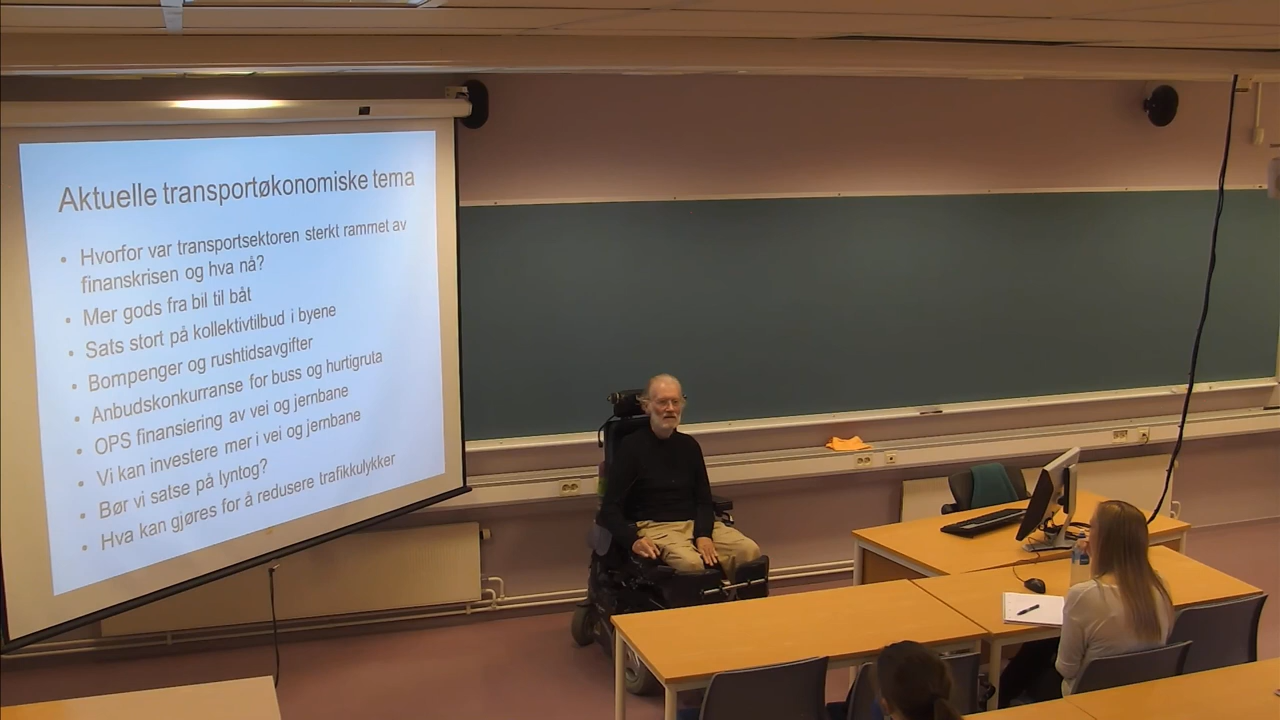 Aktuelle transportøkonomiske tema
• Hvorfor var transportsektoren sterkt rammet av
finanskrisen og hva nå?
• Mer gods fra bil til båt
• Sats stort på kollektivtilbud i byene
• Bompenger og rushtidsavgifter
• Anbudskonkurranse for buss og hurtigruta
• OPS finansiering av vei og jernbane
• Vi kan investere mer i vei og jernbane
• Bør vi satse på lyntog?
• Hva kan gjøres for å redusere trafikkulykker